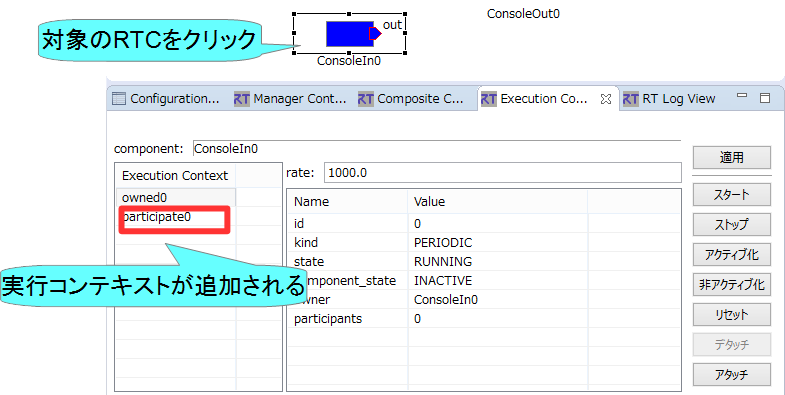 ConsoleOut0
対象のRTCをクリック
out
ConsoleIn0
Configuration...
RT Manager Cont...
RT Composite C...
RT Execution Co...
RT RT Log View
component: ConsoleIn0
適用
Execution Context
rate: 1000.0
owned0
participate0
Name Value
id 0
kind PERIODIC
state RUNNING
component_state INACTIVE
owner ConsoleIn0
participants 0
実行コンテキストが追加される
スタート
ストップ
アクティブ化
非アクティブ化
リセット
デタッチ
アタッチ